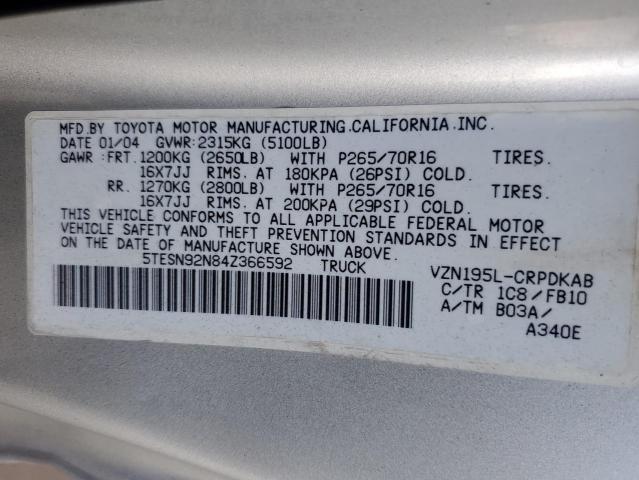 MFD.BY TOYOTA MOTOR MANUFACTURING.CALIFORNIA.INC.
DATE 01/04 GVWR:2315KG (5100LB)
GAWR :FRT.1200KG (2650LB) WITH P265/70R16 TIRES.
16X7JJ RIMS. AT 180KPA (26PSI) COLD.
RR. 1270KG (2800LB) WITH P265/70R16 TIRES.
16X7JJ RIMS. AT 200KPA (29PSI) COLD.
THIS VEHICLE CONFORMS TO ALL APPLICABLE FEDERAL MOTOR
VEHICLE SAFETY AND THEFT PREVENTION STANDARDS IN EFFECT
ON THE DATE OF MANUFACTURE SHOWN ABOVE.
5TESN92N84Z366592 TRUCK VZN195L-CRPDKAB
C/TR 1C8/FB10
A/TM B03A/
A340E